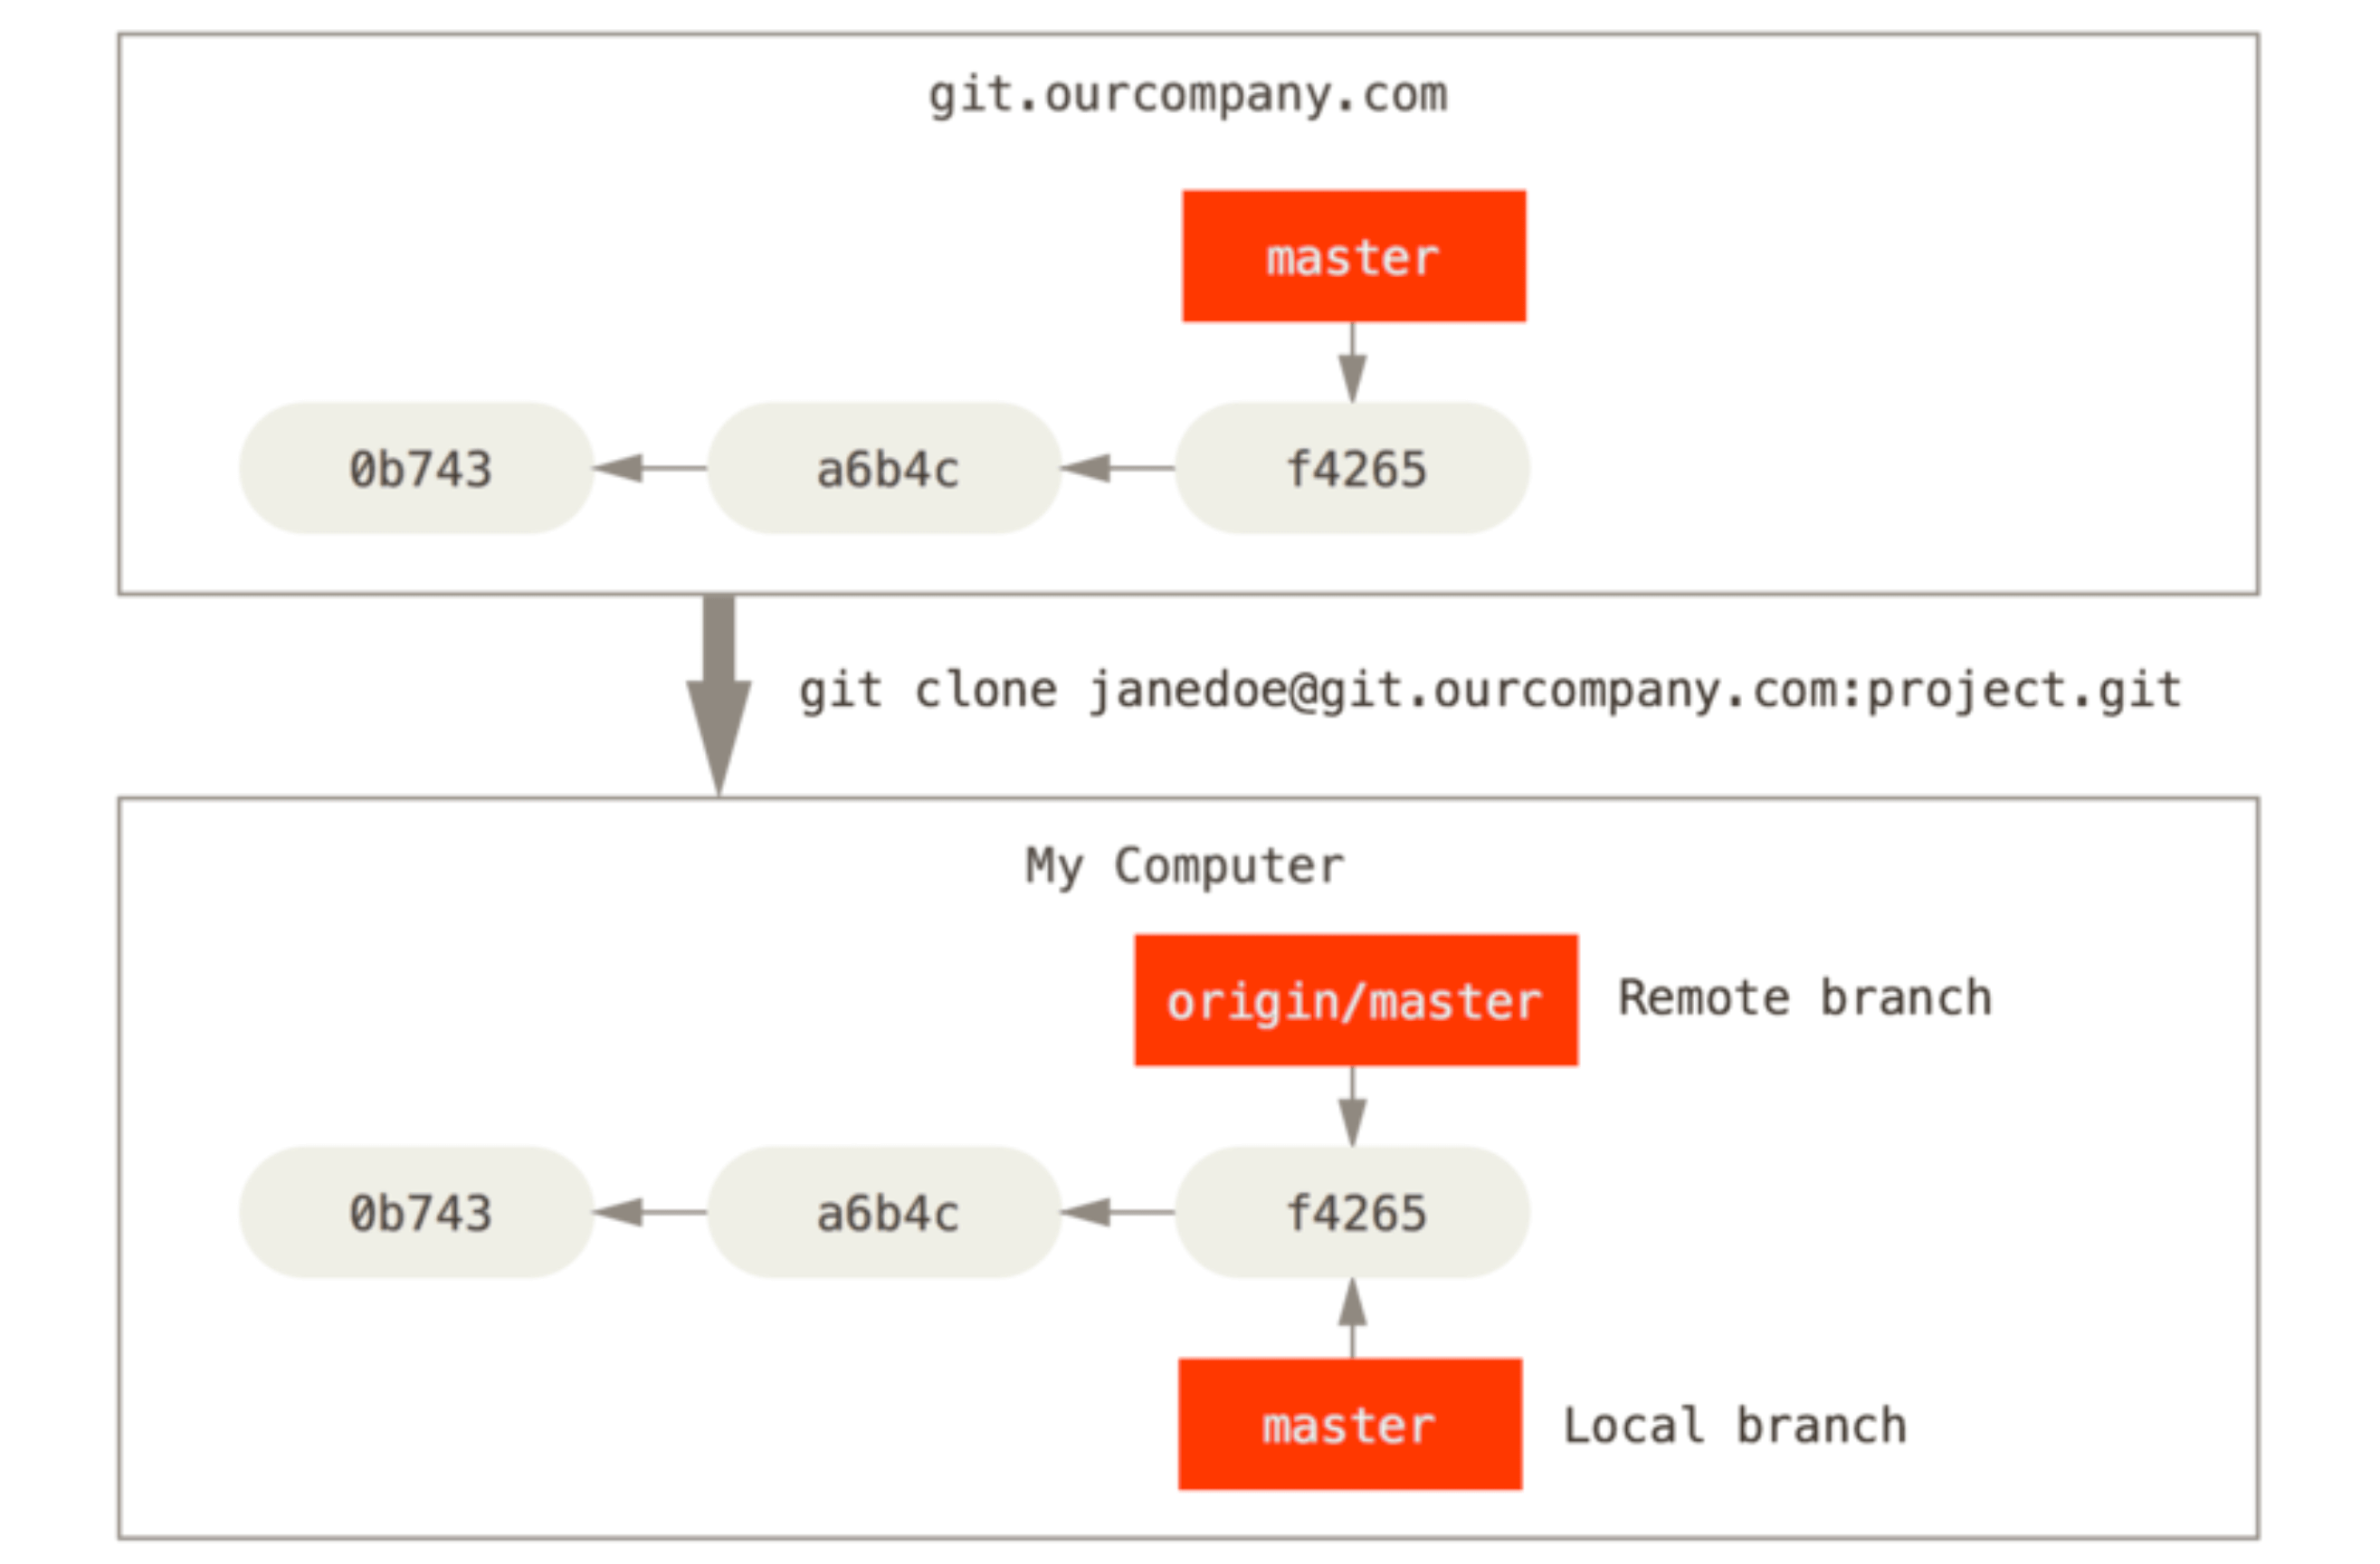 git.ourcompany.com
master
0b743 a6b4c f4265
git clone janedoe@git.ourcompany.com:project.git
My Computer
origin/master Remote branch
0b743 a6b4c f4265
master Local branch